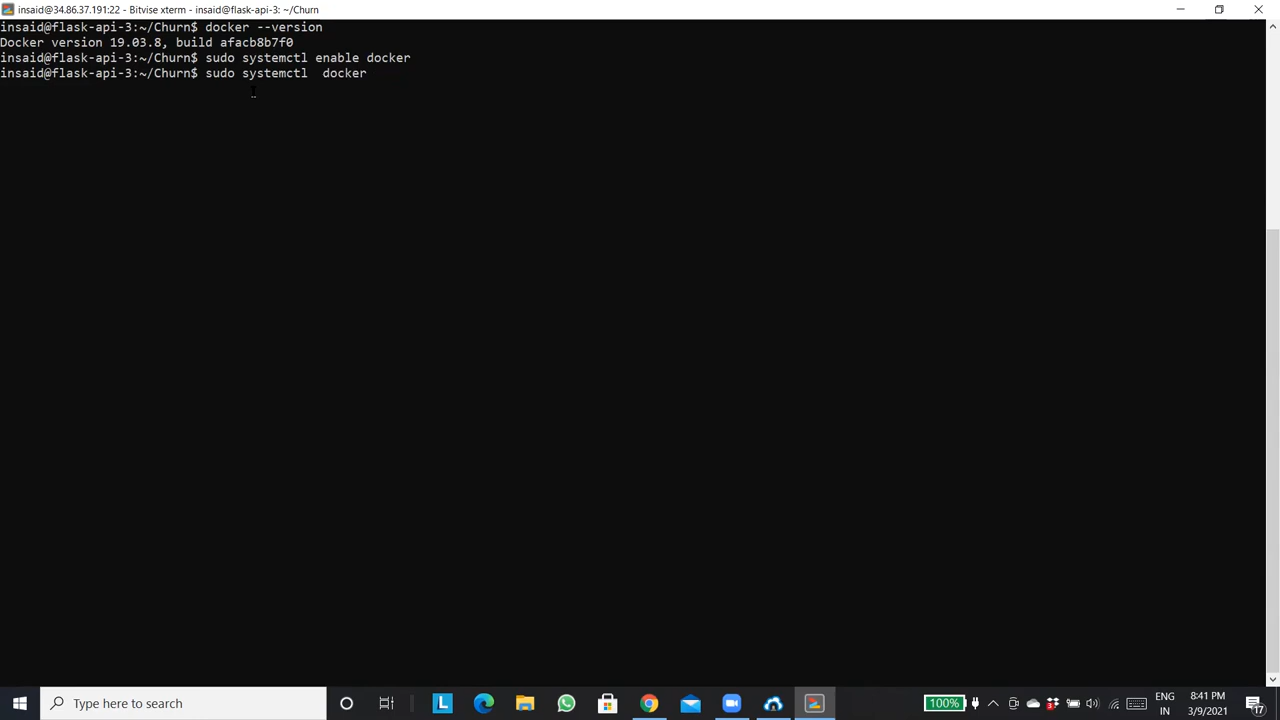 insaid@34.86.37.191:22 - Bitvise xterm - insaid@flask-api-3: ~/Churn
insaid@flask-api-3:~/Churn$ docker --version
Docker version 19.03.8, build afacb8b7f0
insaid@flask-api-3:~/Churn$ sudo systemctl enable docker
insaid@flask-api-3:~/Churn$ sudo systemctl  docker
Type here to search
L
100%
ENG
IN
8:41 PM
3/9/2021
17